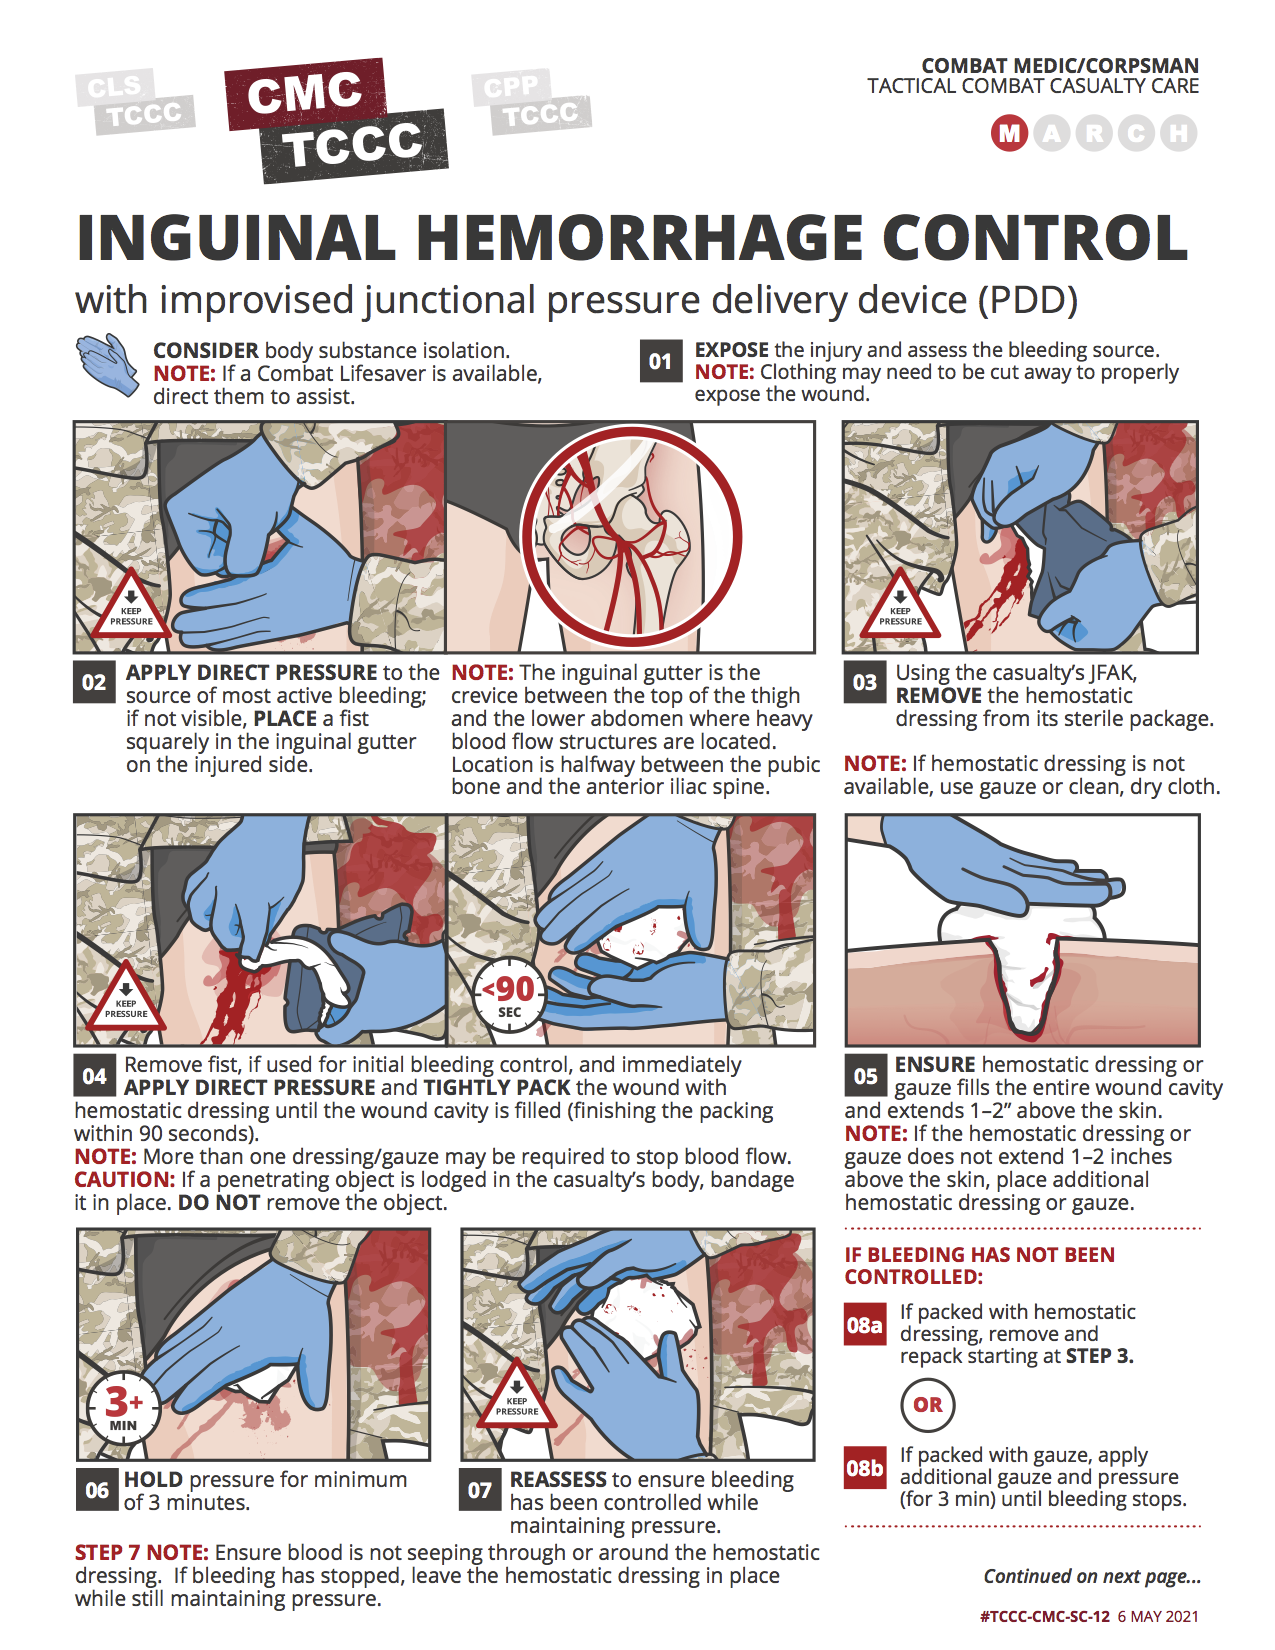 CLS
TCCC
CMC
TCCC
CPP
TCCC
COMBAT MEDIC/CORPSMAN
TACTICAL COMBAT CASUALTY CARE
M A R C H
INGUINAL HEMORRHAGE CONTROL
with improvised junctional pressure delivery device (PDD)
CONSIDER body substance isolation.
NOTE: If a Combat Lifesaver is available,
direct them to assist.
01
EXPOSE the injury and assess the bleeding source.
NOTE: Clothing may need to be cut away to properly
expose the wound.
KEEP
PRESSURE
KEEP
PRESSURE
02
APPLY DIRECT PRESSURE to the
source of most active bleeding;
if not visible, PLACE a fist
squarely in the inguinal gutter
on the injured side.
NOTE: The inguinal gutter is the
crevice between the top of the thigh
and the lower abdomen where heavy
blood flow structures are located.
Location is halfway between the pubic
bone and the anterior iliac spine.
03
Using the casualty's JFAK,
REMOVE the hemostatic
dressing from its sterile package.
NOTE: If hemostatic dressing is not
available, use gauze or clean, dry cloth.
KEEP
PRESSURE
<90
SEC
04
Remove fist, if used for initial bleeding control, and immediately
APPLY DIRECT PRESSURE and TIGHTLY PACK the wound with
hemostatic dressing until the wound cavity is filled (finishing the packing
within 90 seconds).
NOTE: More than one dressing/gauze may be required to stop blood flow.
CAUTION: If a penetrating object is lodged in the casualty's body, bandage
it in place. DO NOT remove the object.
05
ENSURE hemostatic dressing or
gauze fills the entire wound cavity
and extends 1–2” above the skin.
NOTE: If the hemostatic dressing or
gauze does not extend 1–2 inches
above the skin, place additional
hemostatic dressing or gauze.
3+
MIN
KEEP
PRESSURE
06
HOLD pressure for minimum
of 3 minutes.
07
REASSESS to ensure bleeding
has been controlled while
maintaining pressure.
STEP 7 NOTE: Ensure blood is not seeping through or around the hemostatic
dressing.  If bleeding has stopped, leave the hemostatic dressing in place
while still maintaining pressure.
IF BLEEDING HAS NOT BEEN
CONTROLLED:
08a
If packed with hemostatic
dressing, remove and
repack starting at STEP 3.
OR
08b
If packed with gauze, apply
additional gauze and pressure
(for 3 min) until bleeding stops.
Continued on next page...
#TCCC-CMC-SC-12 6 MAY 2021